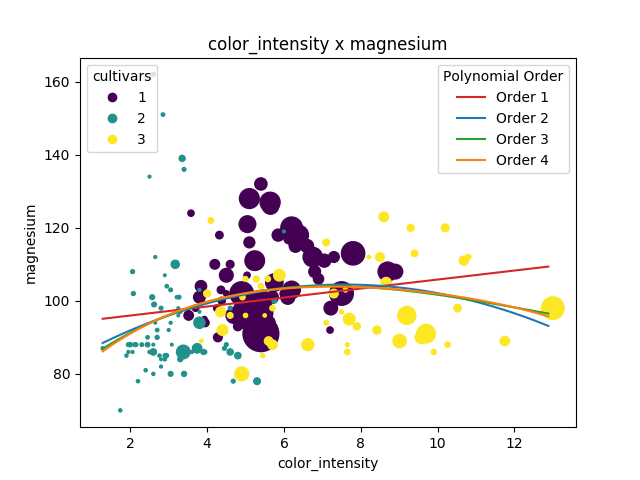 color_intensity x magnesium
cultivars
1
2
3
Polynomial Order
Order 1
Order 2
Order 3
Order 4
magnesium
160
140
120
100
80
2 4 6 8 10 12
color_intensity